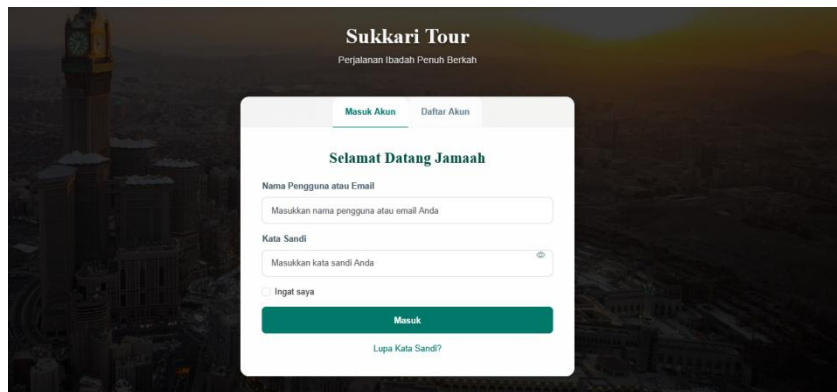 Sukkari Tour
Perjalanan Ibadah Penuh Berkah
Masuk Akun Daftar Akun
Selamat Datang Jamaah
Nama Pengguna atau Email
Masukkan nama pengguna atau email Anda
Kata Sandi
Masukkan kata sandi Anda
Ingat saya
Masuk
Lupa Kata Sandi?